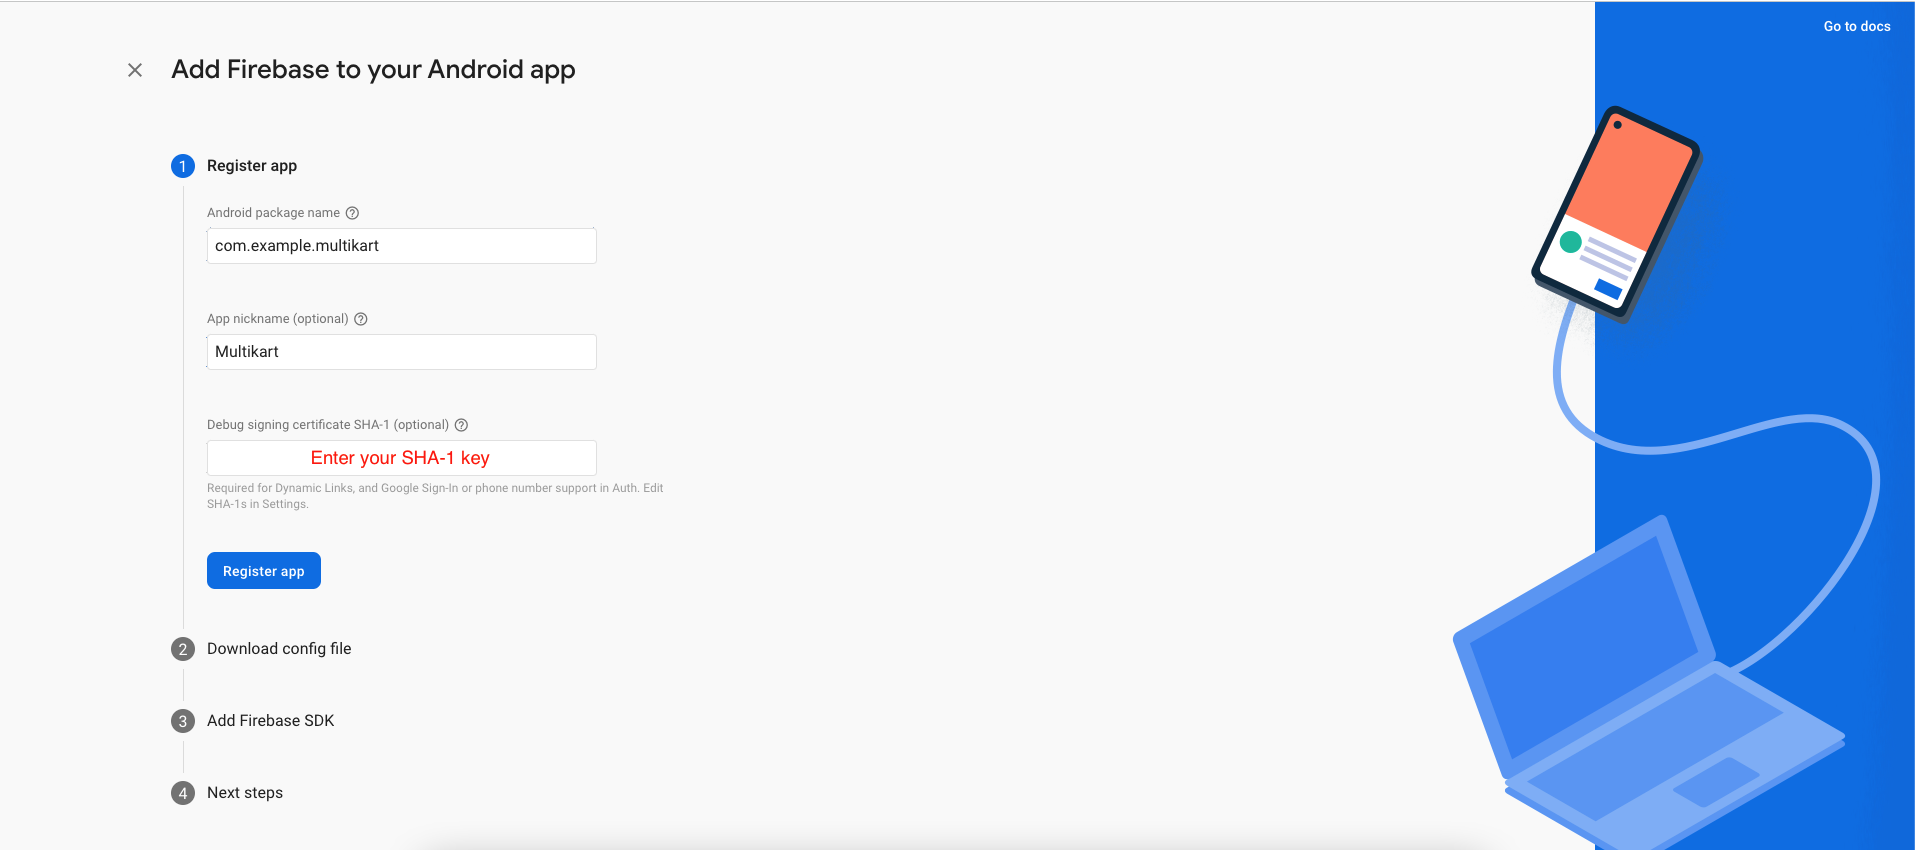 Go to docs
Add Firebase to your Android app
1 Register app
Android package name ?
com.example.multikart
App nickname (optional) ?
Multikart
Debug signing certificate SHA-1 (optional) ?
Enter your SHA-1 key
Required for Dynamic Links, and Google Sign-In or phone number support in Auth. Edit
SHA-1s in Settings.
Register app
2 Download config file
3 Add Firebase SDK
4 Next steps